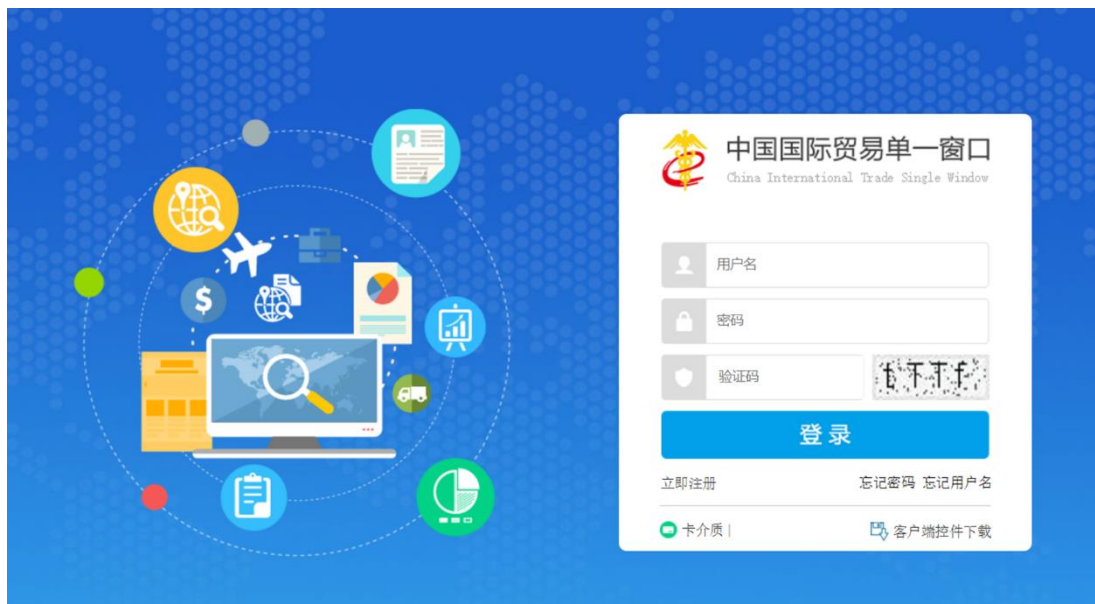 中国国际贸易单一窗口
China International Trade Single Window
$
用户名
密码
验证码
登录
立即注册 忘记密码 忘记用户名
卡介质| 客户端控件下载